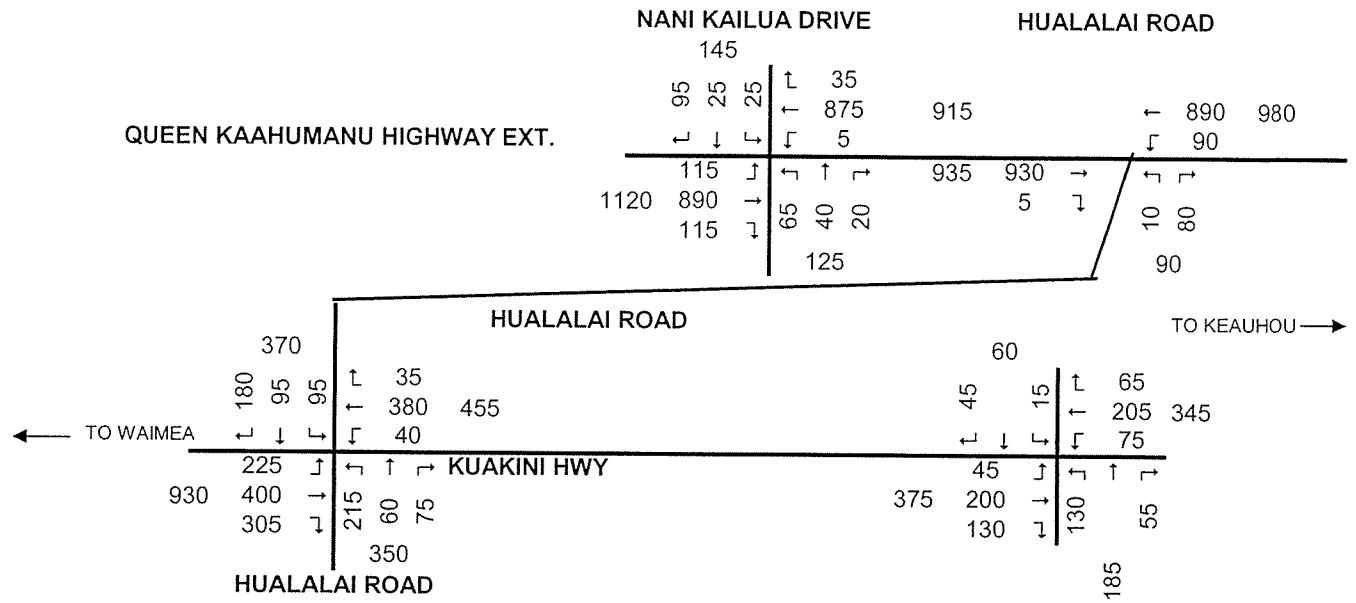 NANI KAILUA DRIVE HUALALAI ROAD
145
95 25 25 ↰ 35
← 875 915 ← 890 980
QUEEN KAAHUMANU HIGHWAY EXT.
↲ ↓ ↳ 5 90
115 935 930 →
1120 890 → 65 40 20 5 10 80
115
125 90
HUALALAI ROAD
TO KEAUHOU →
370 60
180 95 95 35 45 15 65
← 380 455 ← 205 345
← TO WAIMEA 40 75
225 KUAKINI HWY 45
930 400 → 215 60 75 375 200 → 130 55
305 130
350
HUALALAI ROAD 185